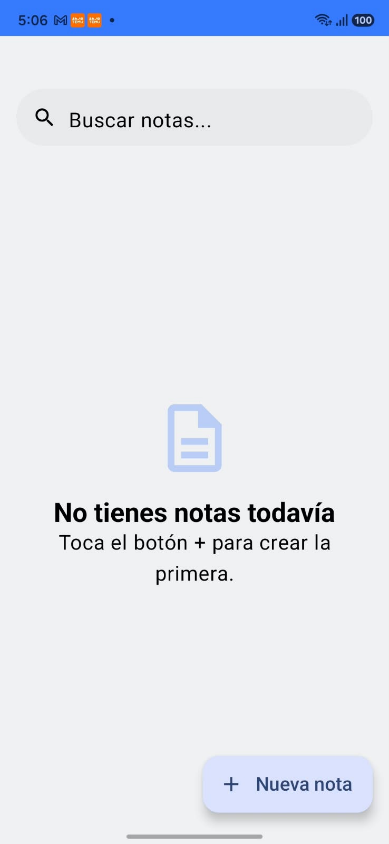 5:06
100
Buscar notas...
No tienes notas todavía
Toca el botón + para crear la
primera.
+ Nueva nota